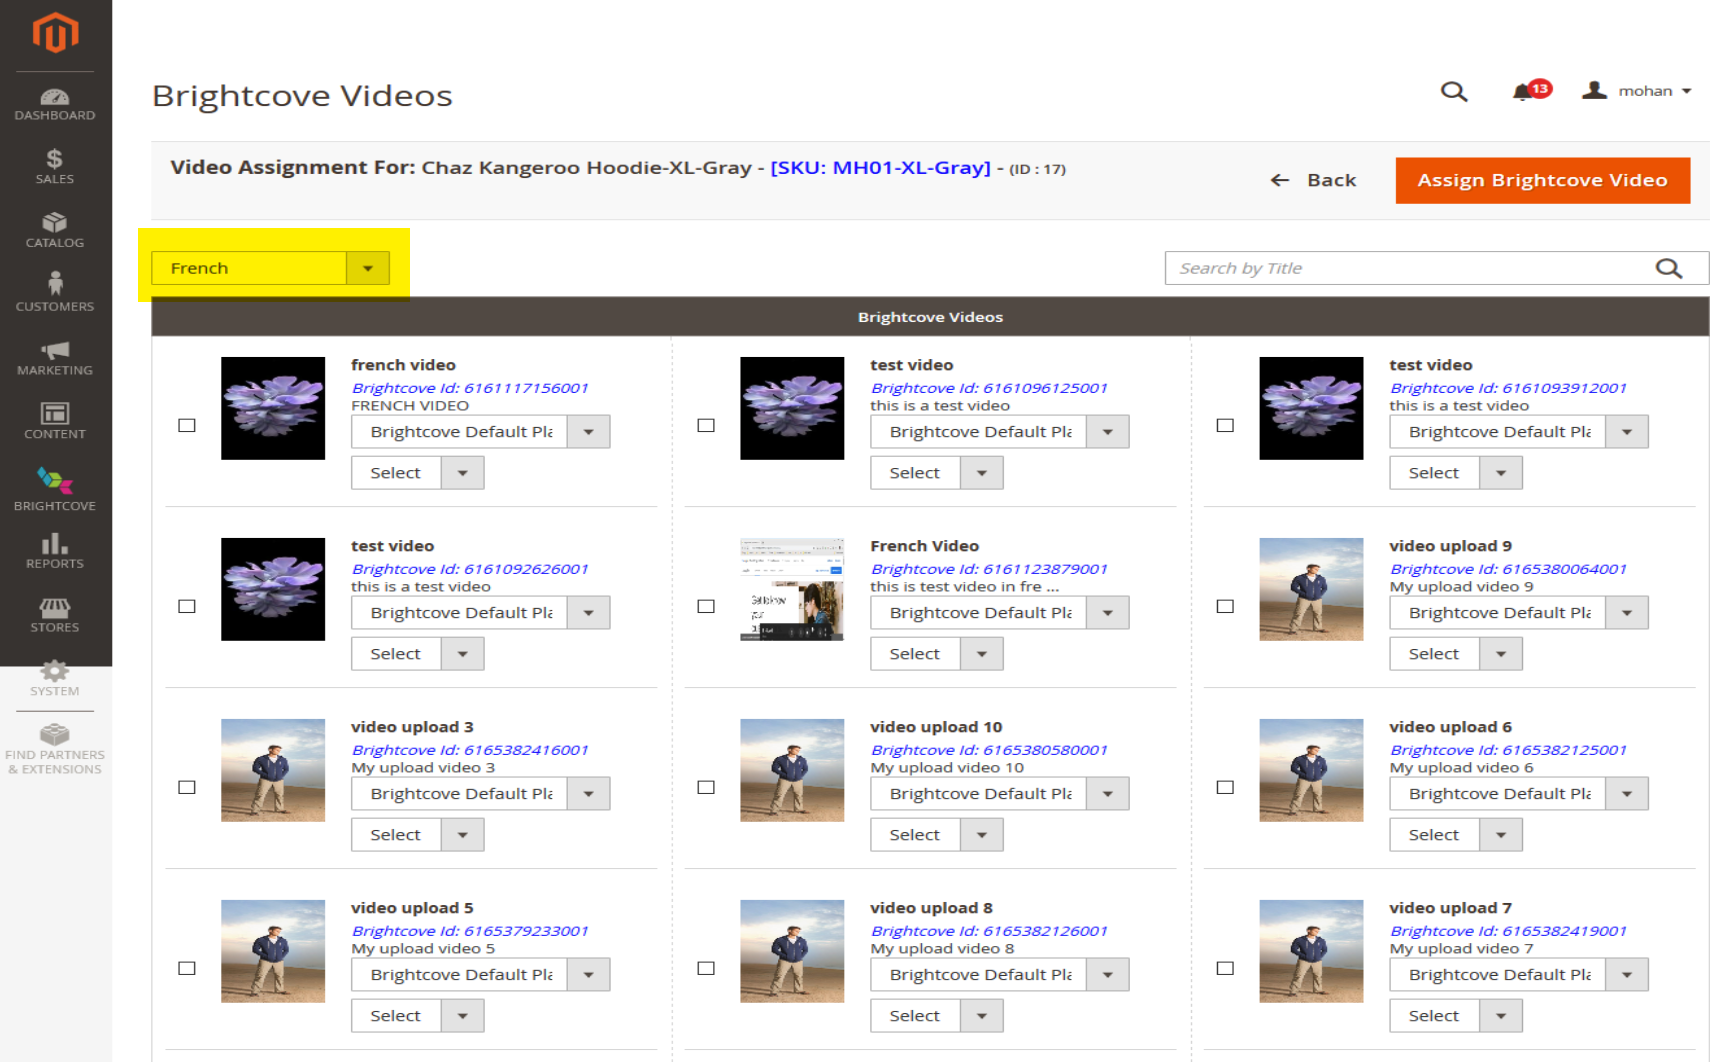 DASHBOARD
SALES
CATALOG
CUSTOMERS
MARKETING
CONTENT
BRIGHTCOVE
REPORTS
STORES
SYSTEM
FIND PARTNERS
& EXTENSIONS
Brightcove Videos
13
mohan
Video Assignment For: Chaz Kangeroo Hoodie-XL-Gray - [SKU: MH01-XL-Gray] - (ID : 17)
Back
Assign Brightcove Video
French
Search by Title
Brightcove Videos
french video
Brightcove Id: 6161117156001
FRENCH VIDEO
Brightcove Default Pla
Select
test video
Brightcove Id: 6161096125001
this is a test video
Brightcove Default Pla
Select
test video
Brightcove Id: 6161093912001
this is a test video
Brightcove Default Pla
Select
test video
Brightcove Id: 6161092626001
this is a test video
Brightcove Default Pla
Select
French Video
Brightcove Id: 6161123879001
this is test video in fre ...
Brightcove Default Pla
Select
video upload 9
Brightcove Id: 6165380064001
My upload video 9
Brightcove Default Pla
Select
video upload 3
Brightcove Id: 6165382416001
My upload video 3
Brightcove Default Pla
Select
video upload 10
Brightcove Id: 6165380580001
My upload video 10
Brightcove Default Pla
Select
video upload 6
Brightcove Id: 6165382125001
My upload video 6
Brightcove Default Pla
Select
video upload 5
Brightcove Id: 6165379233001
My upload video 5
Brightcove Default Pla
Select
video upload 8
Brightcove Id: 6165382126001
My upload video 8
Brightcove Default Pla
Select
video upload 7
Brightcove Id: 6165382419001
My upload video 7
Brightcove Default Pla
Select